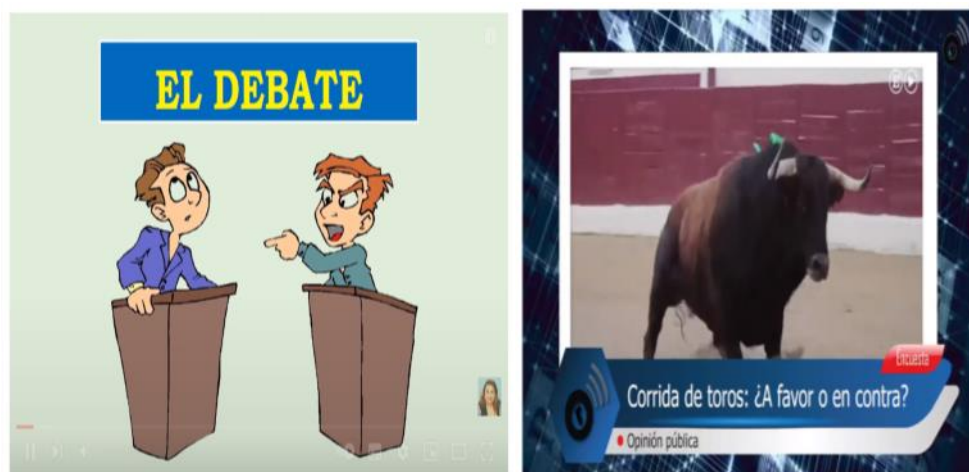 EL DEBATE
Encuesta
Corrida de toros: ¿A favor o en contra?
Opinión pública